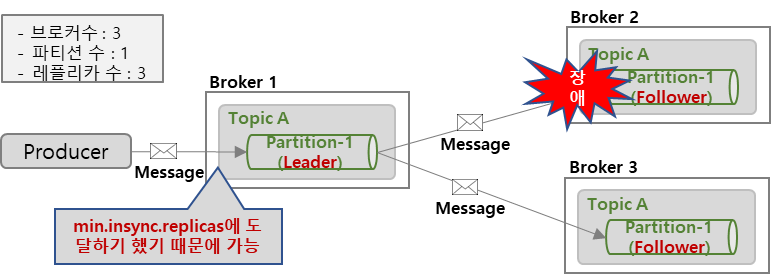 - 브로커수 : 3
- 파티션 수 : 1
- 레플리카 수 : 3
Broker 1
Topic A
Partition-1
(Leader)
Producer
Message
min.insync.replicas에 도
달하기 했기 때문에 가능
Broker 2
Topic A
장
애
Partition-1
(Follower)
Message
Message
Broker 3
Topic A
Partition-1
(Follower)